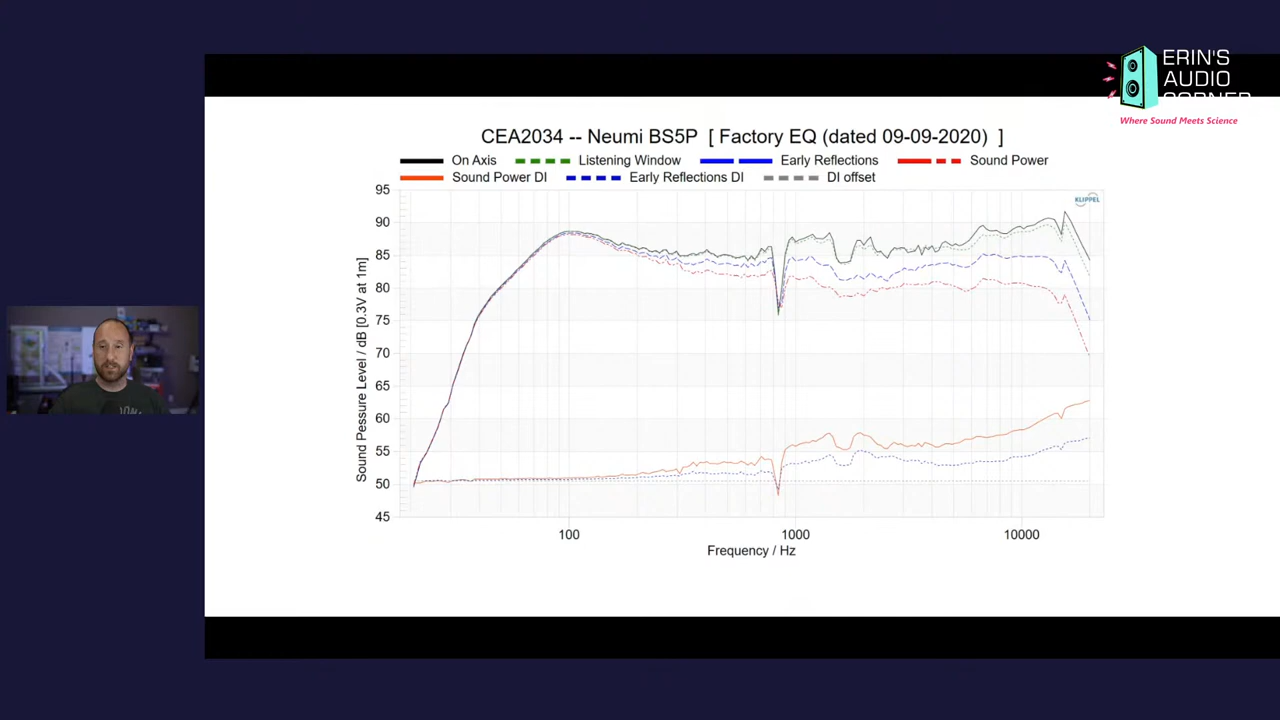 ERIN'S
AUDIO
CORNER
Where Sound Meets Science
CEA2034 -- Neumi BS5P [ Factory EQ (dated 09-09-2020) ]
On Axis Listening Window Early Reflections Sound Power
Sound Power DI Early Reflections DI DI offset
KLIPPEL
95
90
85
80
75
70
65
60
55
50
45
Sound Pessure Level / dB [0.3V at 1m]
100 1000 10000
Frequency / Hz